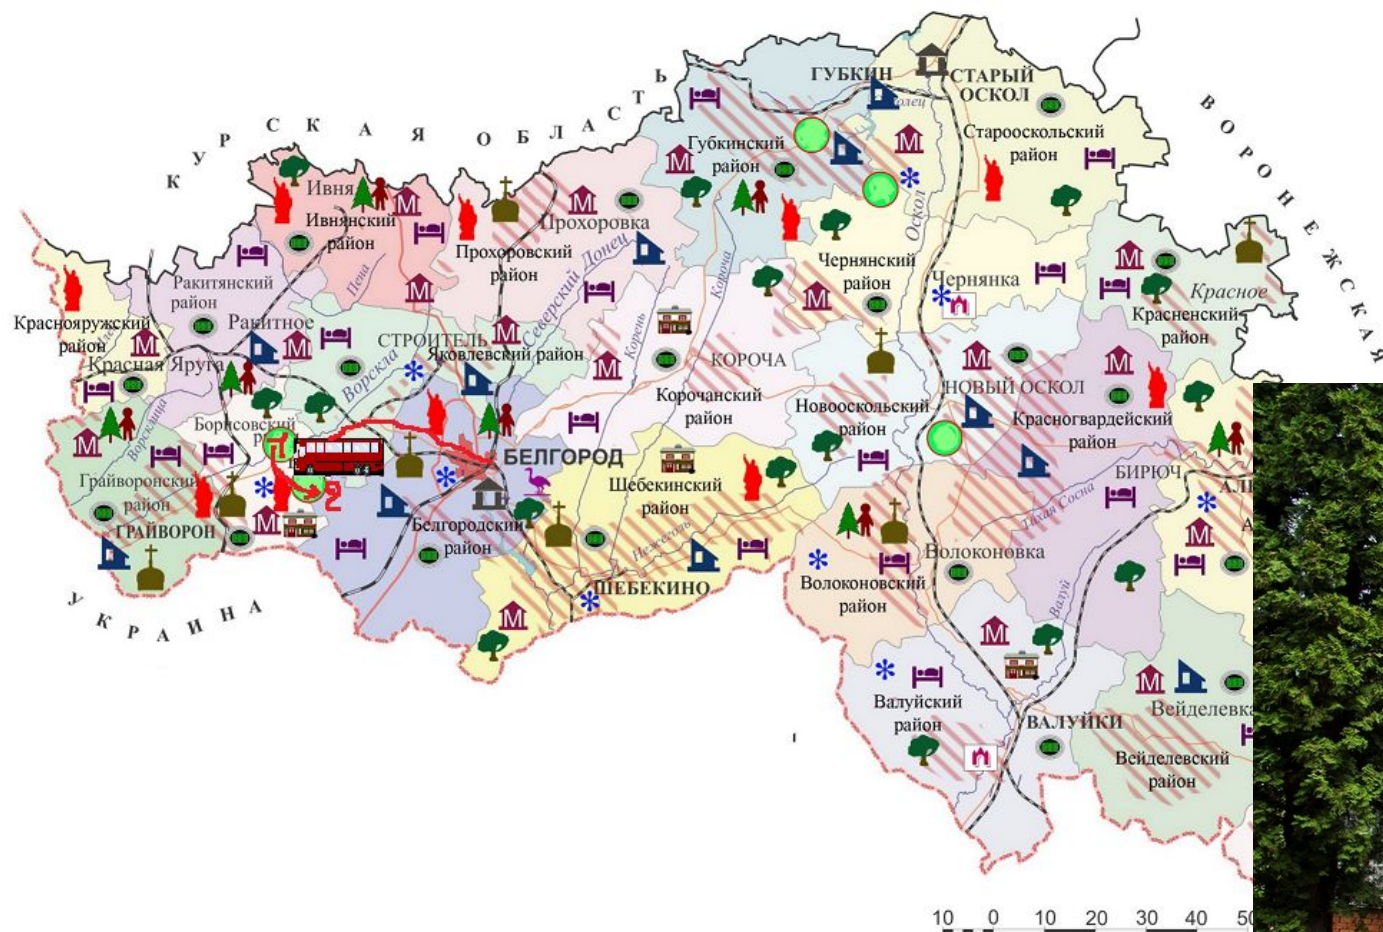 КУРСКАЯ ОБЛАСТЬ
ВОРОНЕЖСКАЯ
УКРАИНА
ГУБКИН
СТАРЫЙ
ОСКОЛ
Губкинский
район
Старооскольский
район
Оскол
Ивня
Ивнянский
район
Прохоровка
Прохоровский
район
Северский Донец
Короча
Чернянский
район
Чернянка
Красное
Красненский
район
Ракитянский
район
Пена
Ракитное
Краснояружский
район
Красная Яруга
СТРОИТЕЛЬ
Яковлевский район
Ворскла
Корень
КОРОЧА
Корочанский
район
НОВЫЙ ОСКОЛ
Новооскольский
район
Красногвардейский
район
БИРЮЧ
Борисовский
Ворсклица
Грайворонский
район
ГРАЙВОРОН
1
2
БЕЛГОРОД
Белгородский
район
Шебекинский
район
Нежеголь
ШЕБЕКИНО
Тихая Сосна
Волоконовка
Волоконовский
район
Валуй
Валуйский
район
ВАЛУЙКИ
Вейделевка
Вейделевский
район
10 0 10 20 30 40